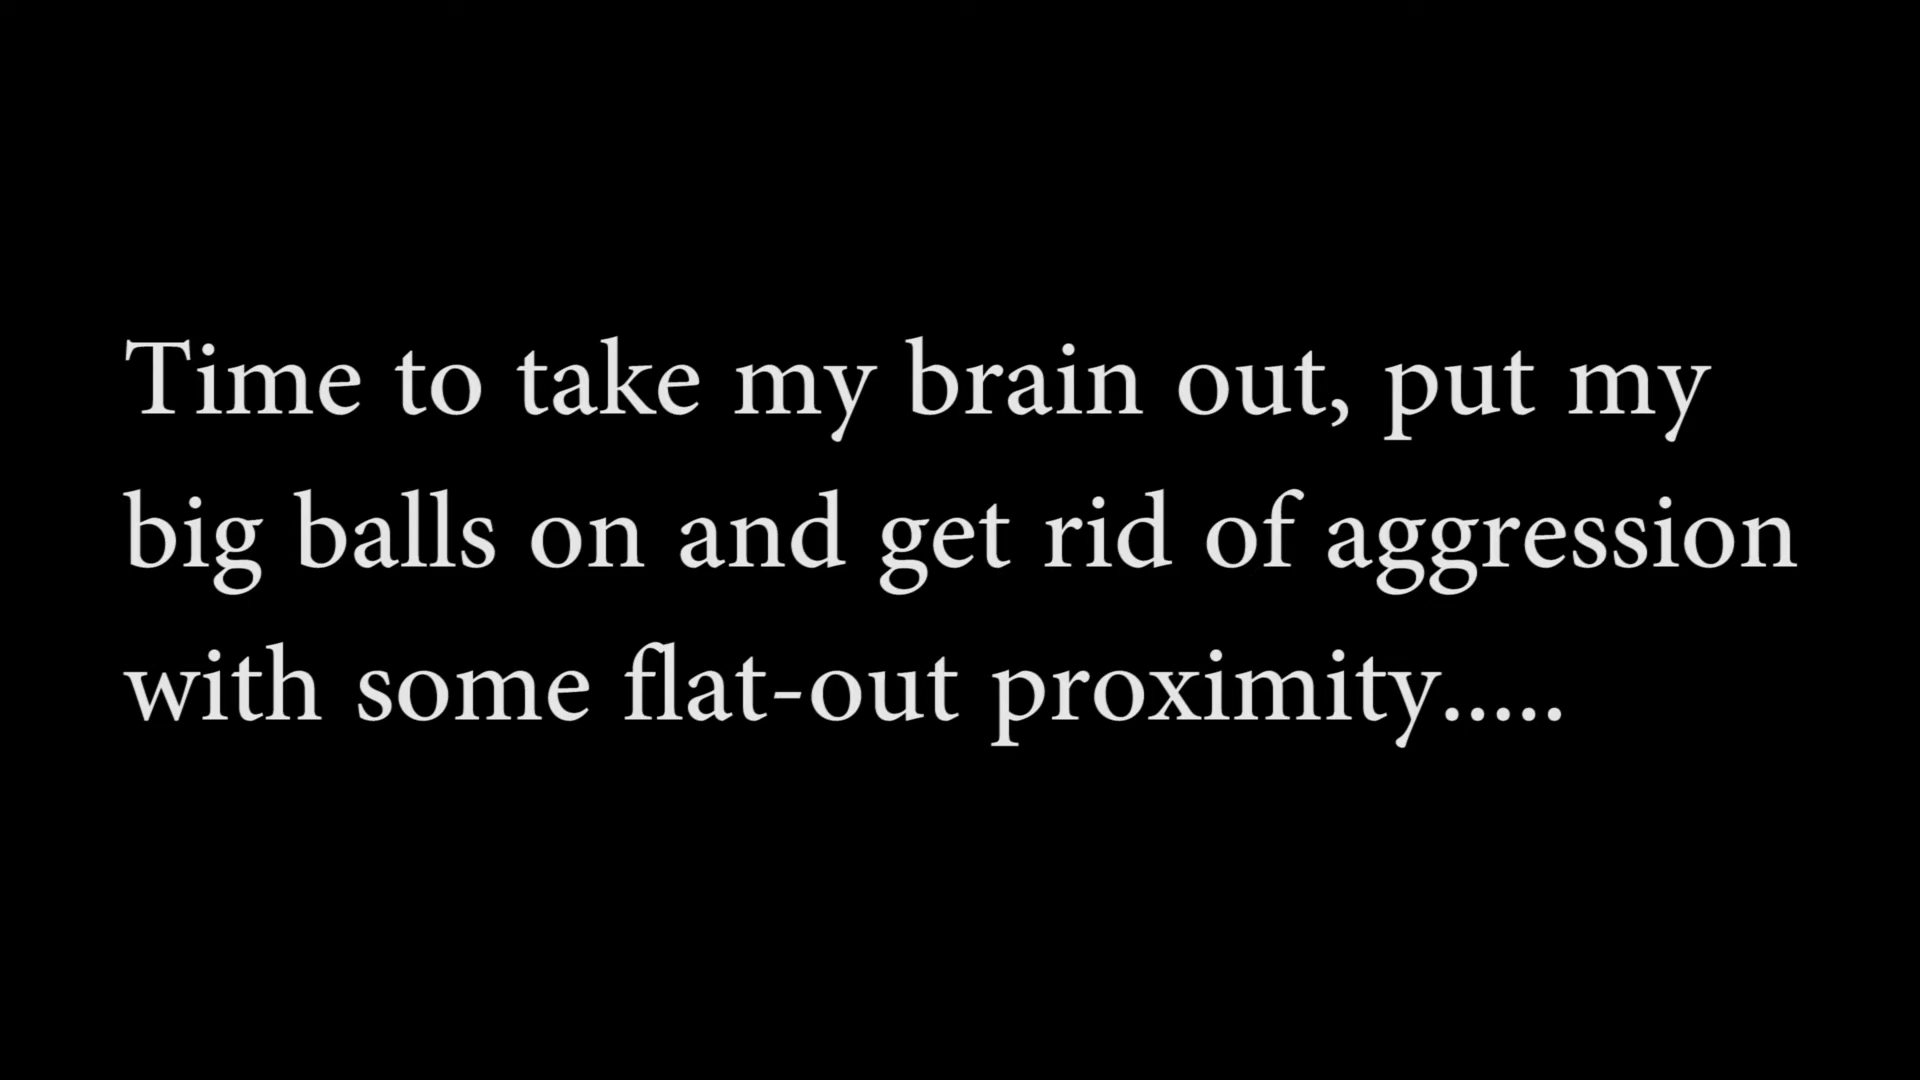 Time to take my brain out, put my
big balls on and get rid of aggression
with some flat-out proximity.....